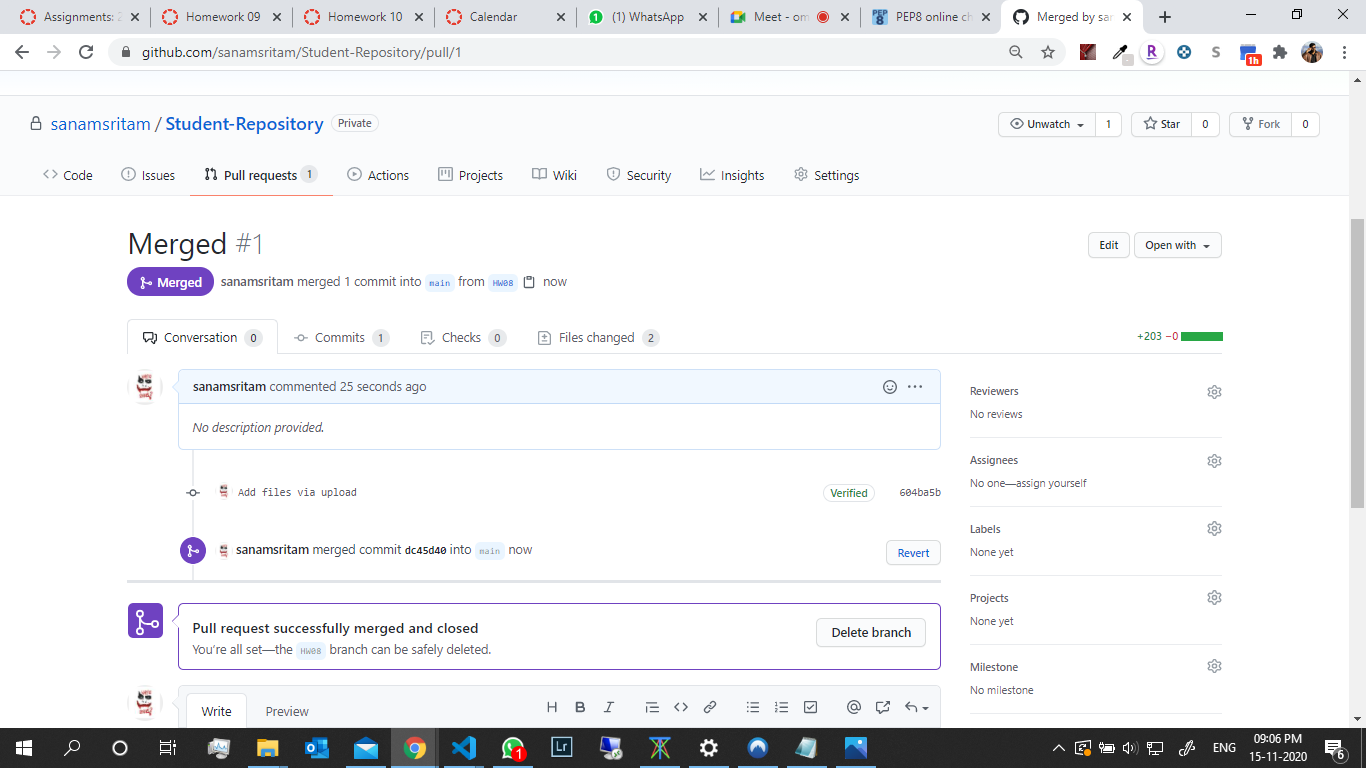 Assignments: 2
Homework 09
Homework 10
Calendar
(1) WhatsApp
Meet - om
PEP8 online ch
Merged by sar
github.com/sanamsritam/Student-Repository/pull/1
R
S
1h
sanamsritam / Student-Repository Private
Unwatch 1
Star 0
Fork 0
Code
Issues
Pull requests 1
Actions
Projects
Wiki
Security
Insights
Settings
Merged #1
Edit
Open with
Merged sanamsritam merged 1 commit into main from HW08 now
Conversation 0
Commits 1
Checks 0
Files changed 2
+203 −0
sanamsritam commented 25 seconds ago
No description provided.
Add files via upload
Verified
604ba5b
sanamsritam merged commit dc45d40 into main now
Revert
Pull request successfully merged and closed
You’re all set—the HW08 branch can be safely deleted.
Delete branch
Write
Preview
Reviewers
No reviews
Assignees
No one—assign yourself
Labels
None yet
Projects
None yet
Milestone
No milestone
Lr
1
ENG
09:06 PM
15-11-2020
6